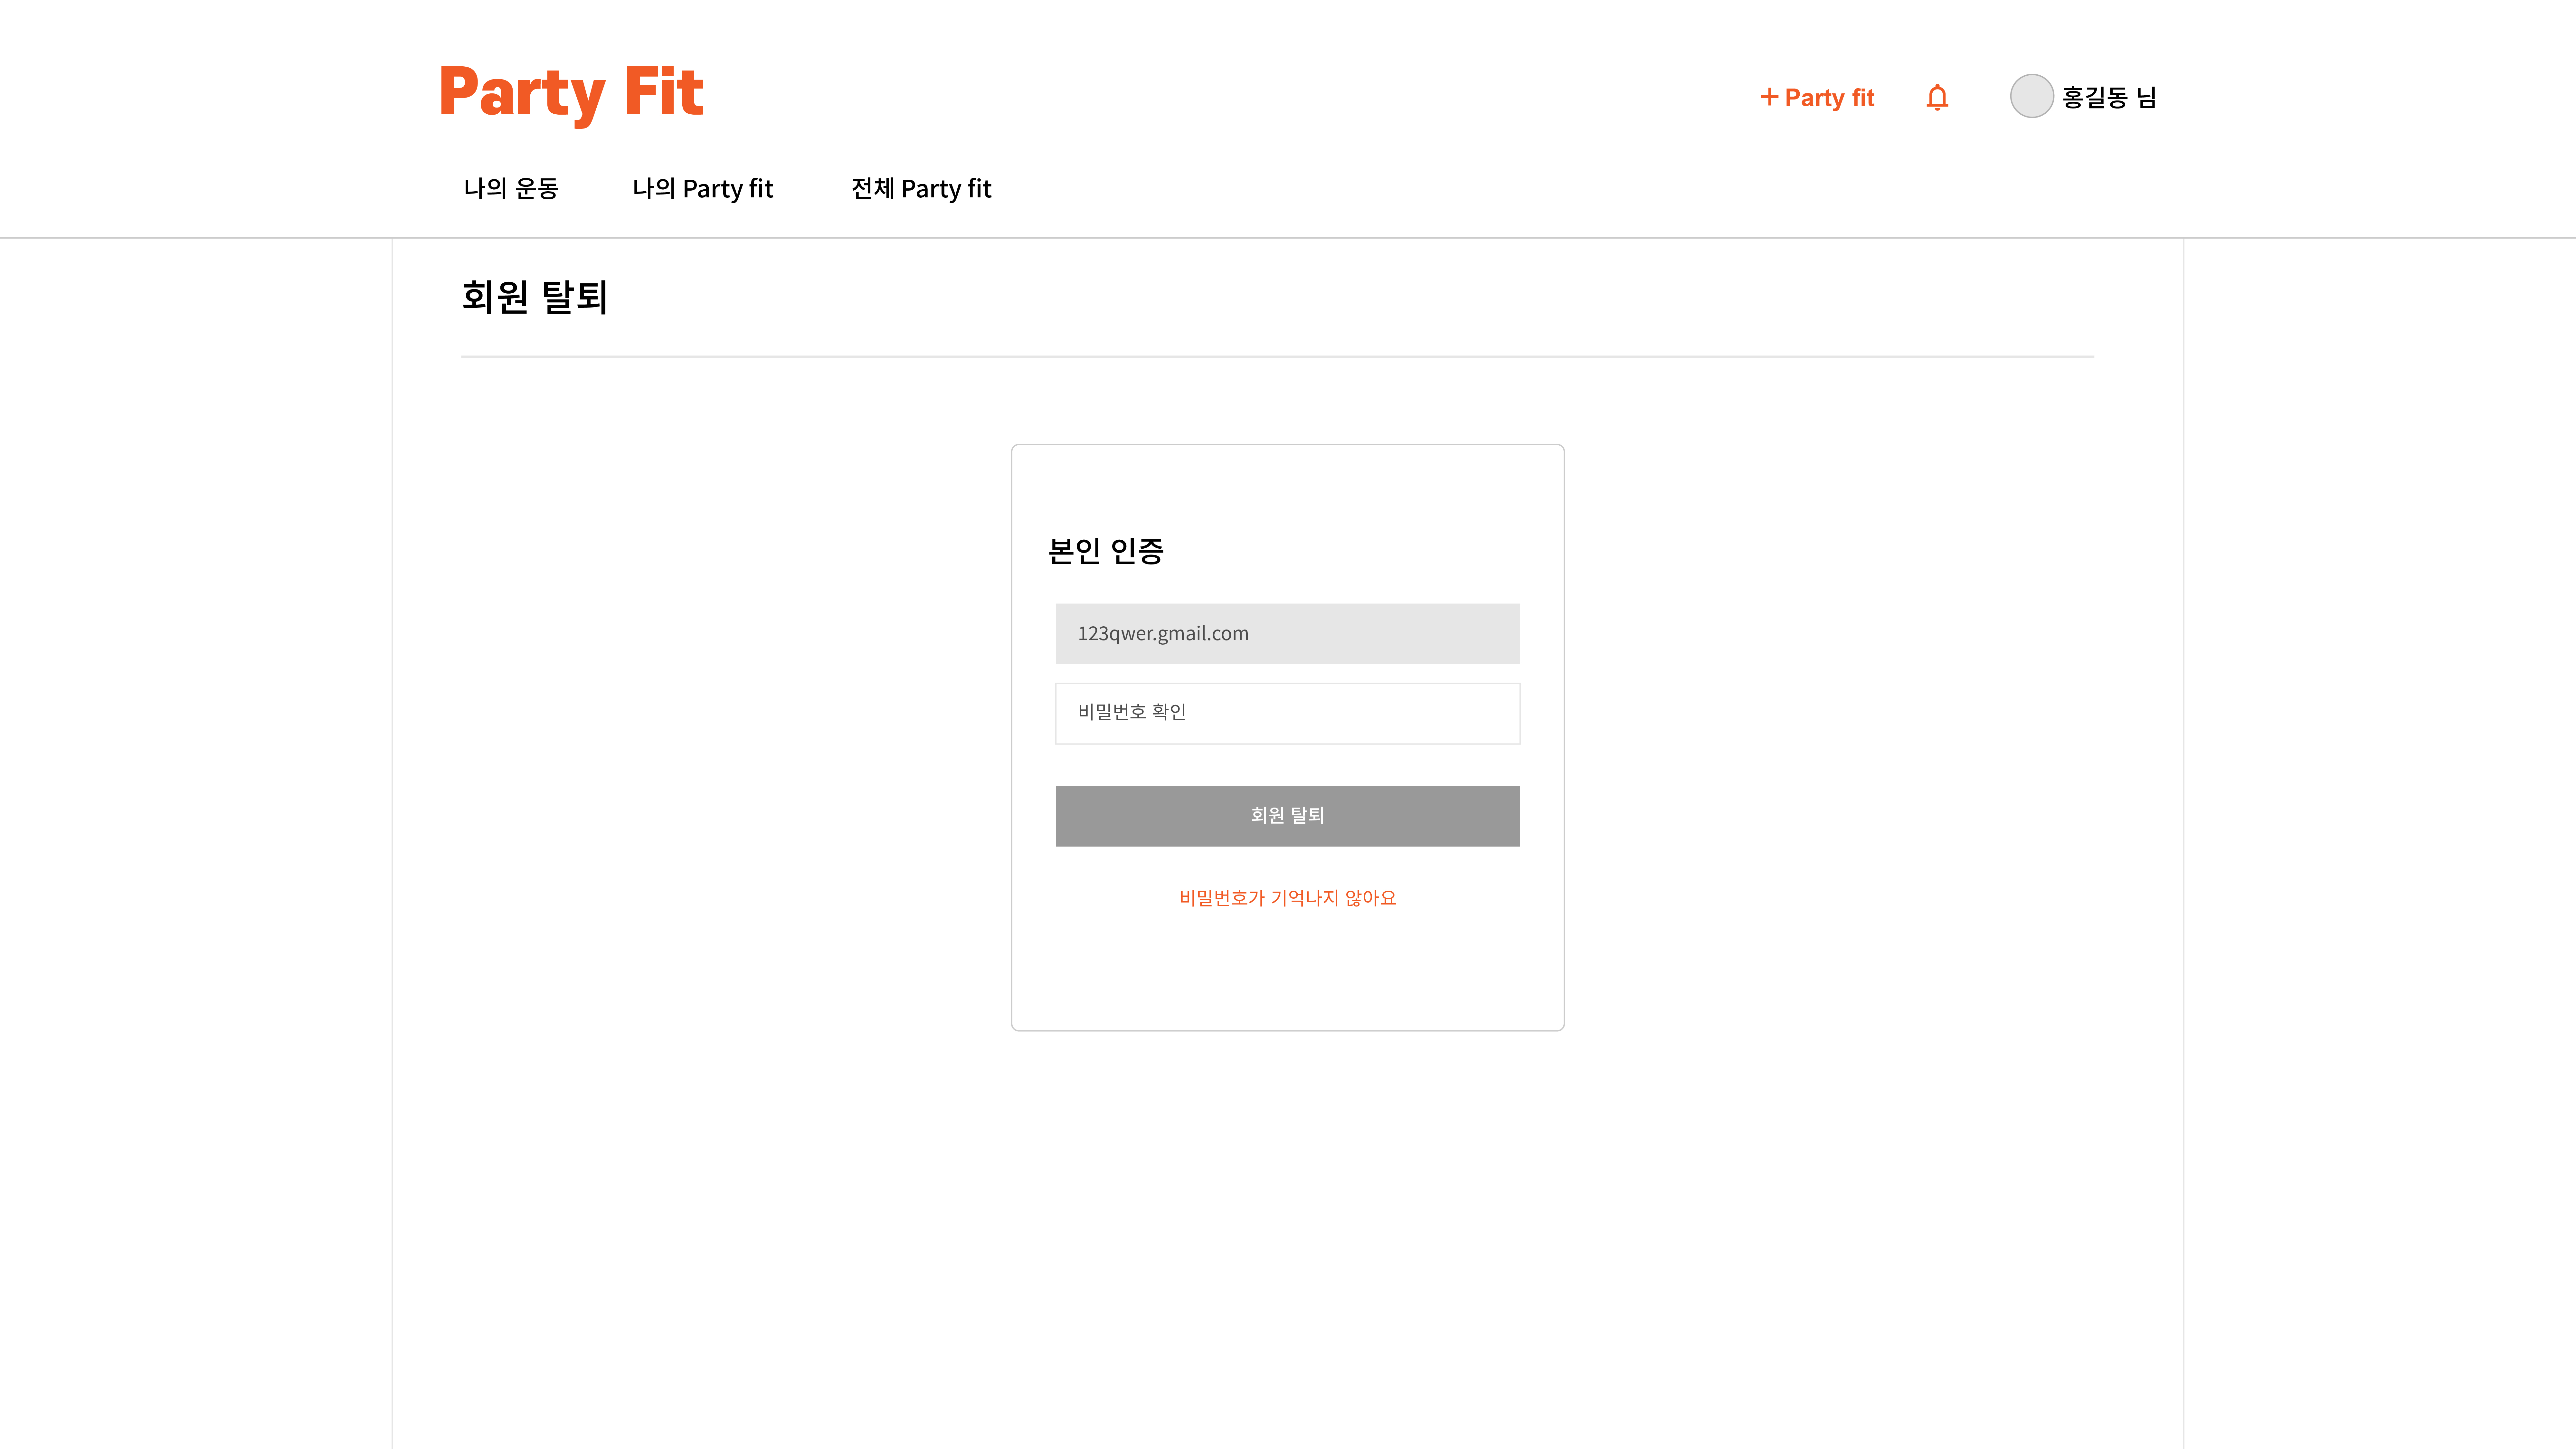 Party Fit
+ Party fit
홍길동 님
나의 운동
나의 Party fit
전체 Party fit
회원 탈퇴
본인 인증
123qwer.gmail.com
비밀번호 확인
회원 탈퇴
비밀번호가 기억나지 않아요